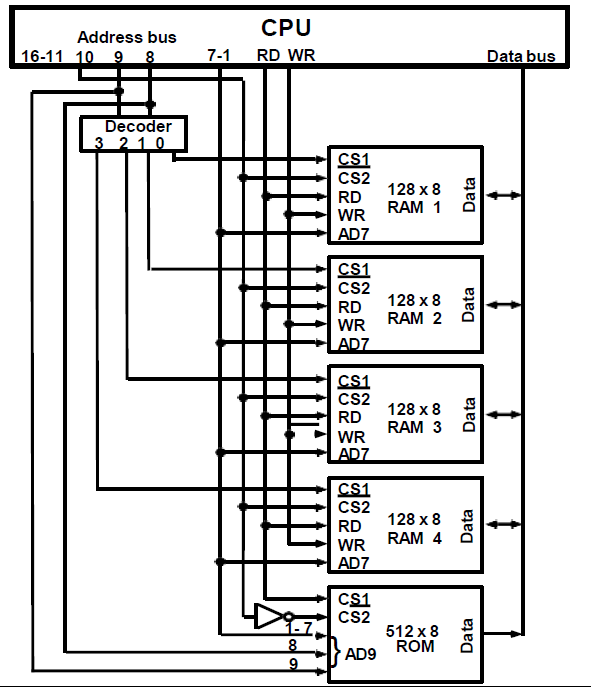 CPU
Address bus
16-11 10 9 8 7-1 RD WR Data bus
Decoder
3 2 1 0
CS1
CS2
RD
WR
AD7
128 x 8
RAM 1
Data
CS1
CS2
RD
WR
AD7
128 x 8
RAM 2
Data
CS1
CS2
RD
WR
AD7
128 x 8
RAM 3
Data
CS1
CS2
RD
WR
AD7
128 x 8
RAM 4
Data
CS1
CS2
1- 7
8
9
} AD9
512 x 8
ROM
Data